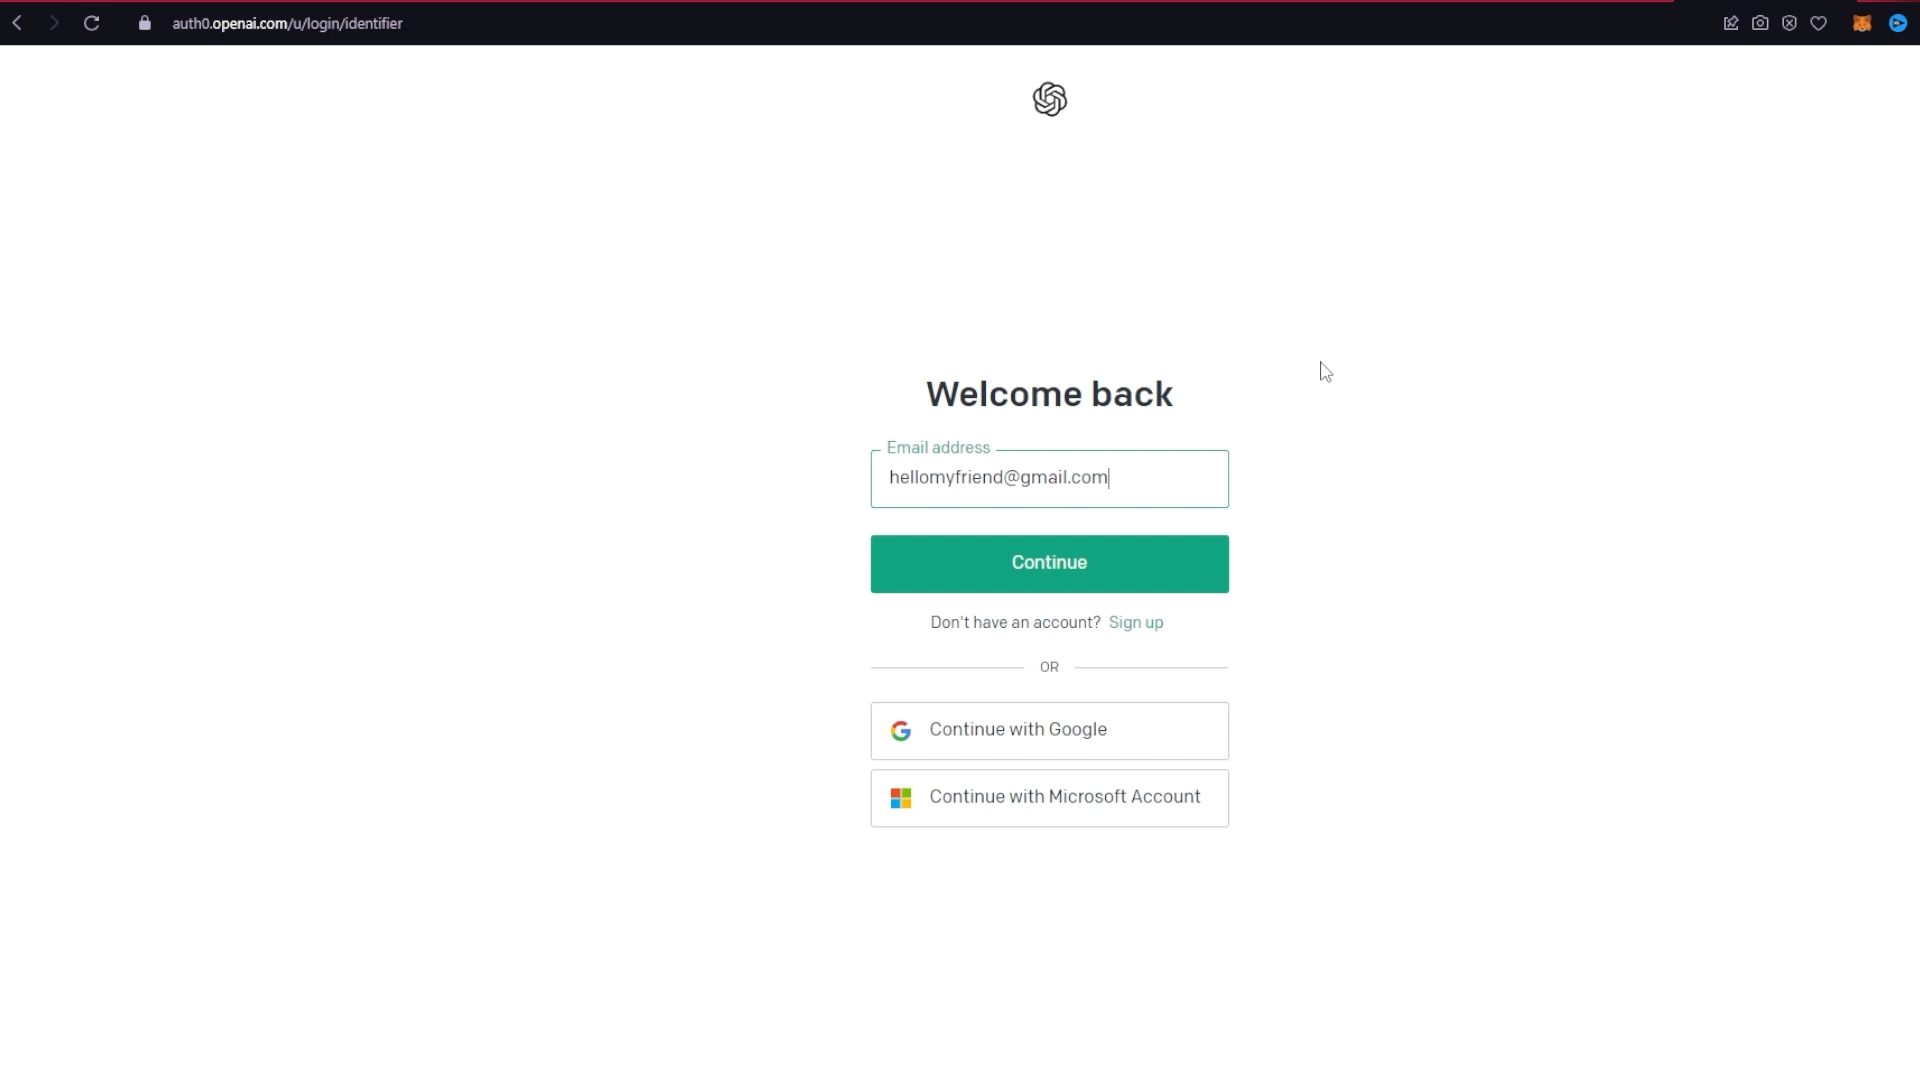 auth0.openai.com/u/login/identifier
Welcome back
Email address
hellomyfriend@gmail.com
Continue
Don't have an account? Sign up
OR
Continue with Google
Continue with Microsoft Account